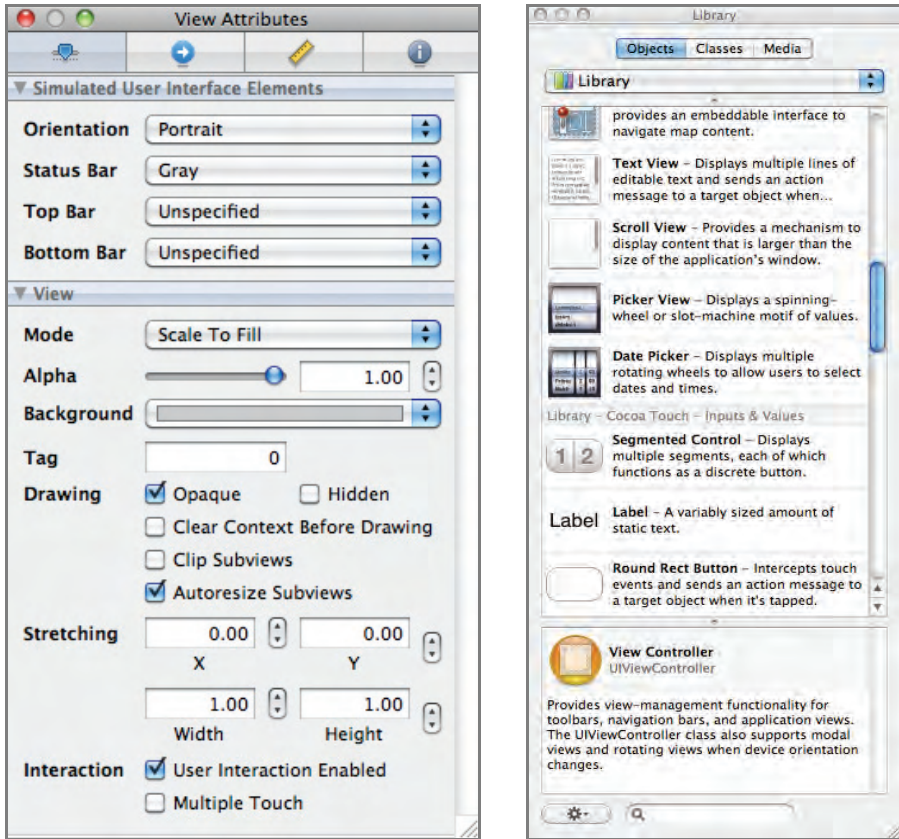 View Attributes
Simulated User Interface Elements
Orientation Portrait
Status Bar Gray
Top Bar Unspecified
Bottom Bar Unspecified
View
Mode Scale To Fill
Alpha 1.00
Background
Tag 0
Drawing Opaque Hidden
Clear Context Before Drawing
Clip Subviews
Autoresize Subviews
Stretching 0.00 0.00
X Y
1.00 1.00
Width Height
Interaction User Interaction Enabled
Multiple Touch
Library
Objects Classes Media
Library
provides an embeddable interface to
navigate map content.
Text View – Displays multiple lines of
editable text and sends an action
message to a target object when...
Scroll View – Provides a mechanism to
display content that is larger than the
size of the application's window.
Picker View – Displays a spinning-
wheel or slot-machine motif of values.
Date Picker – Displays multiple
rotating wheels to allow users to select
dates and times.
Library – Cocoa Touch – Inputs & Values
1 2
Segmented Control – Displays
multiple segments, each of which
functions as a discrete button.
Label
Label – A variably sized amount of
static text.
Round Rect Button – Intercepts touch
events and sends an action message to
a target object when it's tapped.
View Controller
UIViewController
Provides view-management functionality for
toolbars, navigation bars, and application views.
The UIViewController class also supports modal
views and rotating views when device orientation
changes.